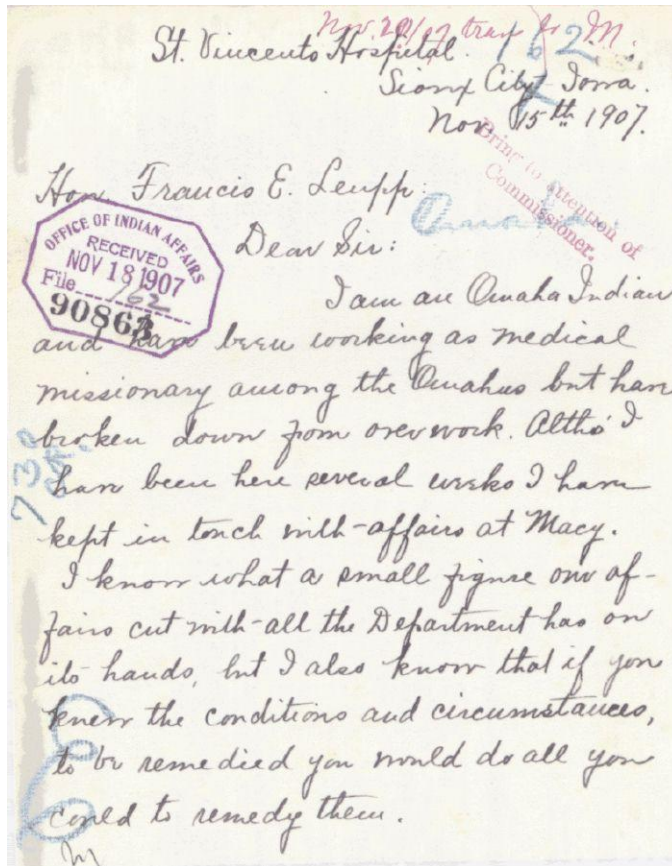 Nov. 20/07
St. Vincents Hospital.
Sioux City Iowa.
Nov. 15th 1907.
Bring to attention of
Commissioner.
Hon. Francis E. Leupp:
Omaha
Dear Sir:
OFFICE OF INDIAN AFFAIRS
RECEIVED
NOV 18 1907
File
90863
I am an Omaha Indian
and have been working as medical
missionary among the Omahas but have
broken down from overwork. Altho' I
have been here several weeks I have
kept in touch with affairs at Macy.
I know what a small figure our af-
fairs cut with all the Department has on
its hands, but I also know that if you
knew the conditions and circumstances,
to be remedied you would do all you
could to remedy them.